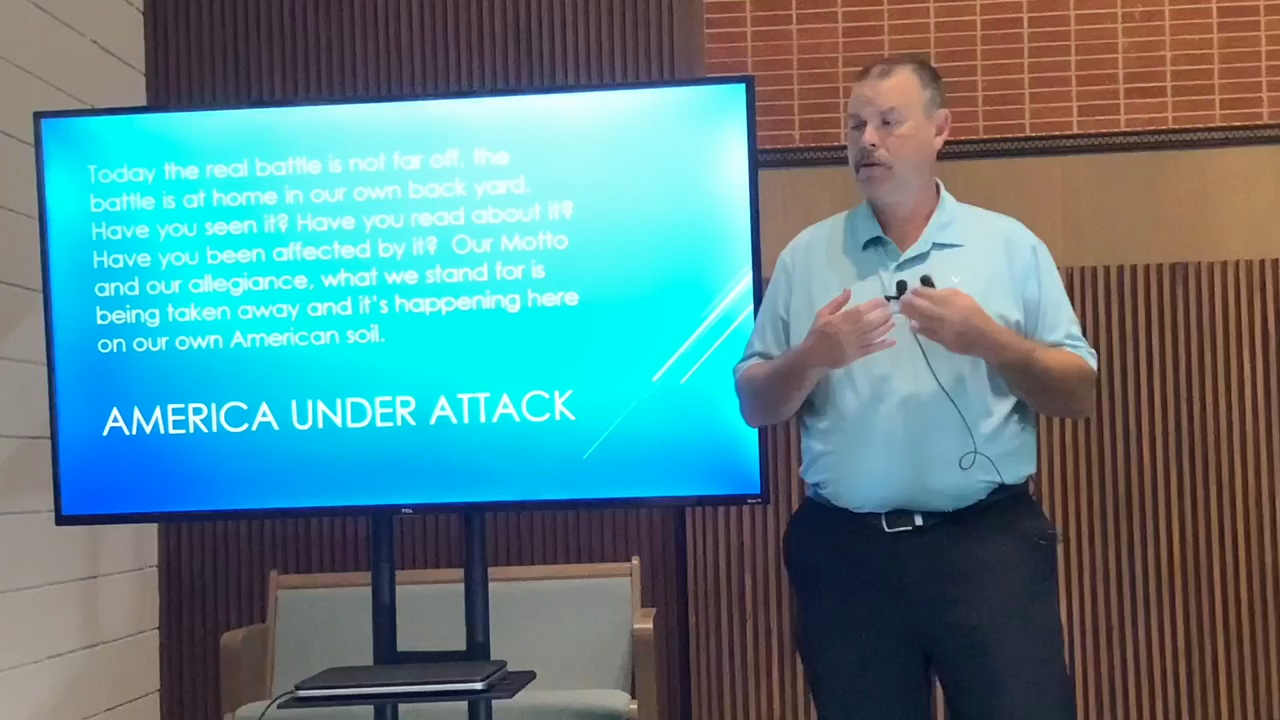 Today the real battle is not far off, the
battle is at home in our own back yard.
Have you seen it? Have you read about it?
Have you been affected by it? Our Motto
and our allegiance, what we stand for is
being taken away and it's happening here
on our own American soil.
AMERICA UNDER ATTACK
TCL